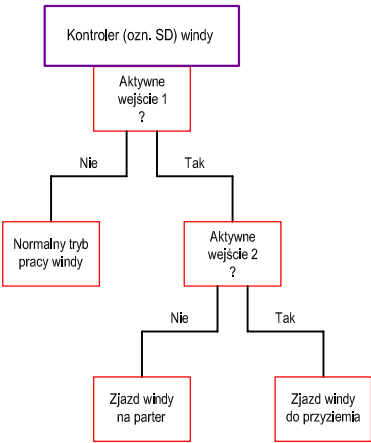 Kontroler (ozn. SD) windy
Aktywne
wejście 1
?
Nie
Tak
Normalny tryb
pracy windy
Aktywne
wejście 2
?
Nie
Tak
Zjazd windy
na parter
Zjazd windy
do przyziemia